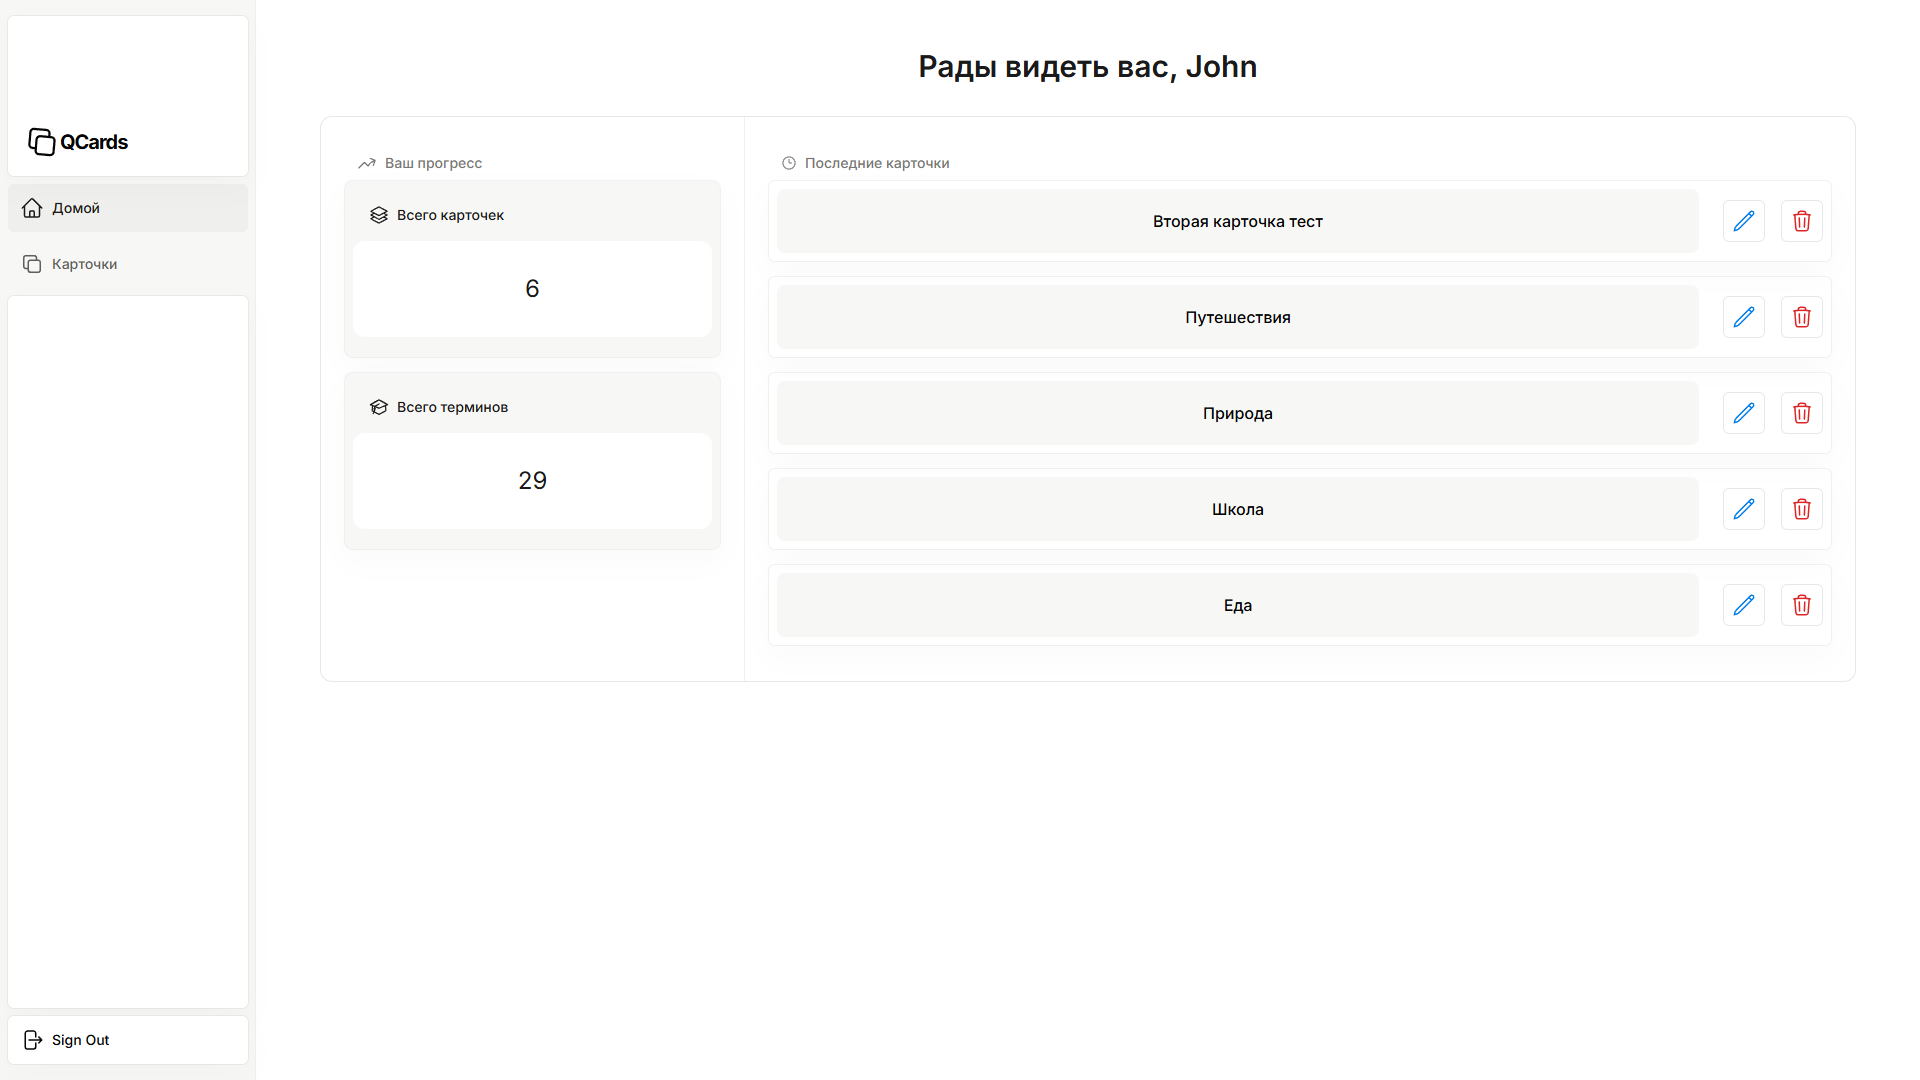 QCards
Домой
Карточки
Sign Out
Рады видеть вас, John
Ваш прогресс
Всего карточек
6
Всего терминов
29
Последние карточки
Вторая карточка тест
Путешествия
Природа
Школа
Еда